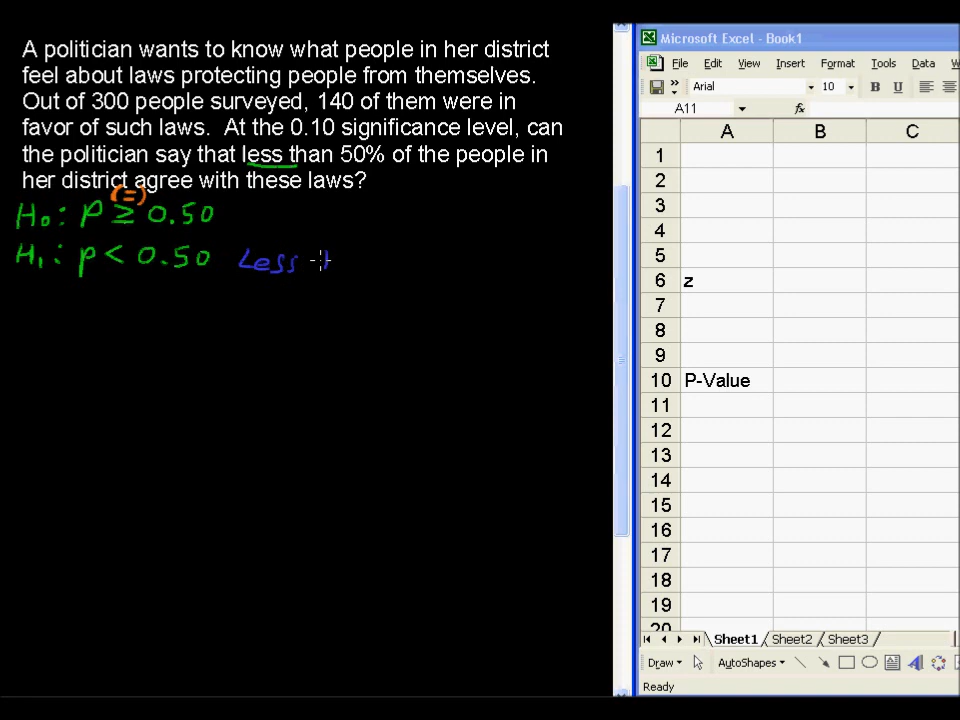 A politician wants to know what people in her district
feel about laws protecting people from themselves.
Out of 300 people surveyed, 140 of them were in
favor of such laws. At the 0.10 significance level, can
the politician say that less than 50% of the people in
her district agree with these laws?
(=)
H₀: P ≥ 0.50
H₁: p < 0.50 Less
Microsoft Excel - Book1
File Edit View Insert Format Tools Data
Arial 10 B U
A11 fx
A B C
1
2
3
4
5
6 z
7
8
9
10 P-Value
11
12
13
14
15
16
17
18
19
20
Sheet1 Sheet2 Sheet3
Draw AutoShapes
Ready